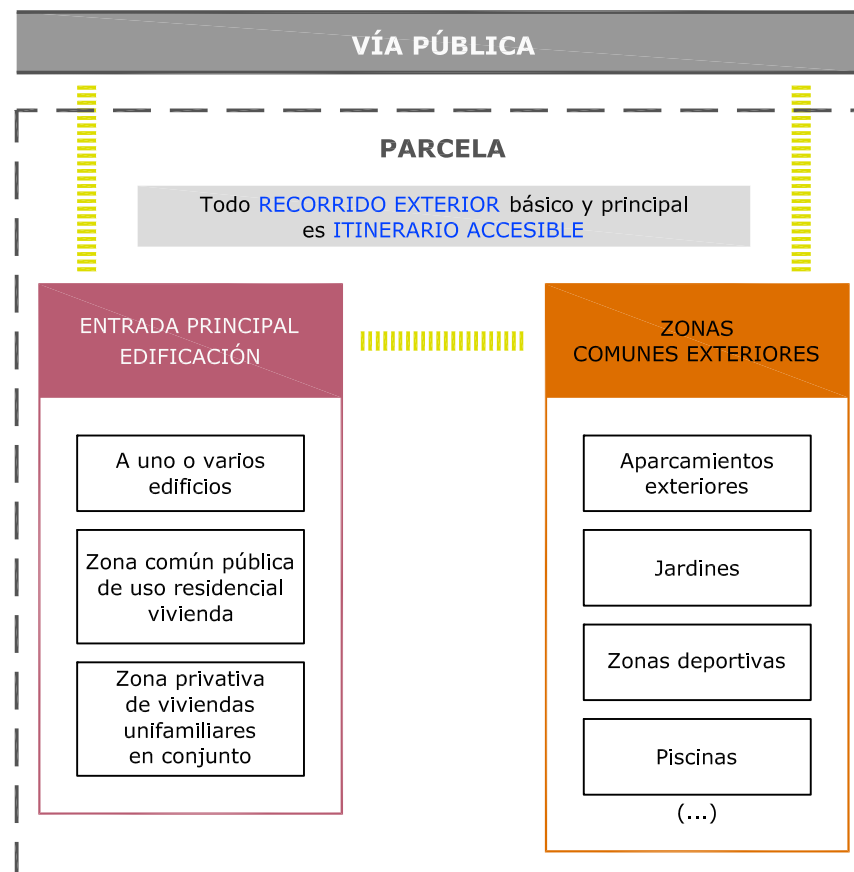 VÍA PÚBLICA
PARCELA
Todo RECORRIDO EXTERIOR básico y principal
es ITINERARIO ACCESIBLE
ENTRADA PRINCIPAL
EDIFICACIÓN
A uno o varios
edificios
Zona común pública
de uso residencial
vivienda
Zona privativa
de viviendas
unifamiliares
en conjunto
ZONAS
COMUNES EXTERIORES
Aparcamientos
exteriores
Jardines
Zonas deportivas
Piscinas
(...)